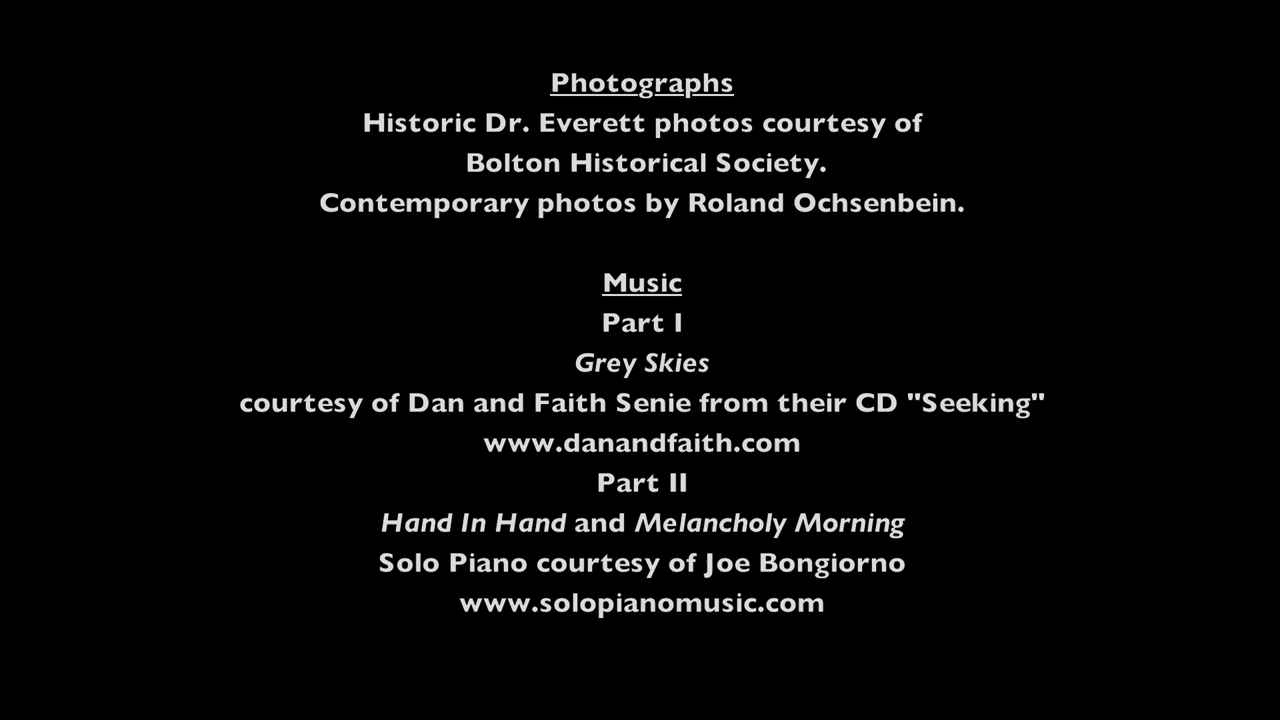 Photographs
Historic Dr. Everett photos courtesy of
Bolton Historical Society.
Contemporary photos by Roland Ochsenbein.
Music
Part I
Grey Skies
courtesy of Dan and Faith Senie from their CD "Seeking"
www.danandfaith.com
Part II
Hand In Hand and Melancholy Morning
Solo Piano courtesy of Joe Bongiorno
www.solopianomusic.com